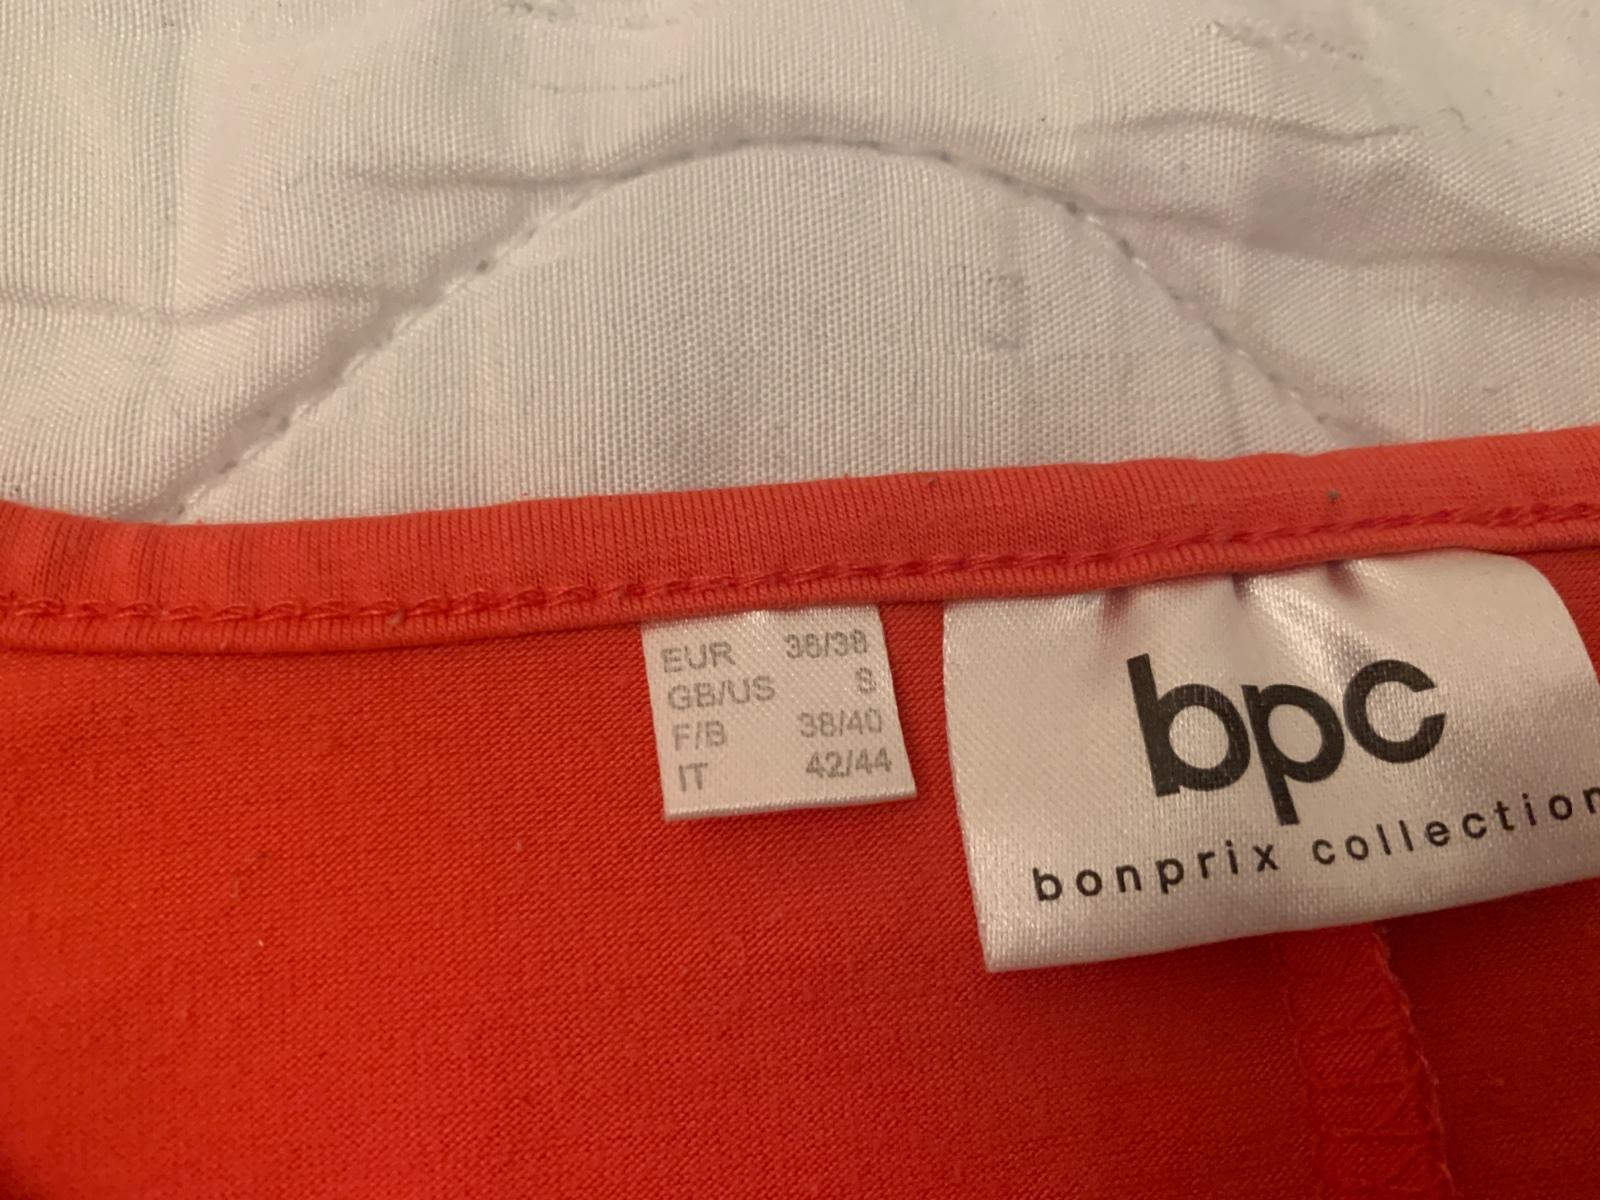 EUR 36/38
GB/US S
F/B 38/40
IT 42/44
bpc
bonprix collection